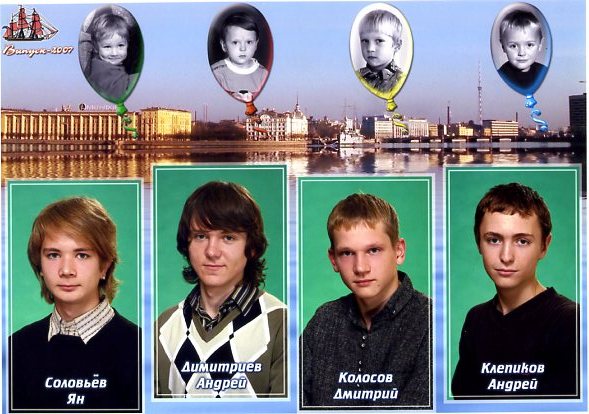 Выпуск-2007
Соловьёв
Ян
Димитриев
Андрей
Колосов
Дмитрий
Клепиков
Андрей